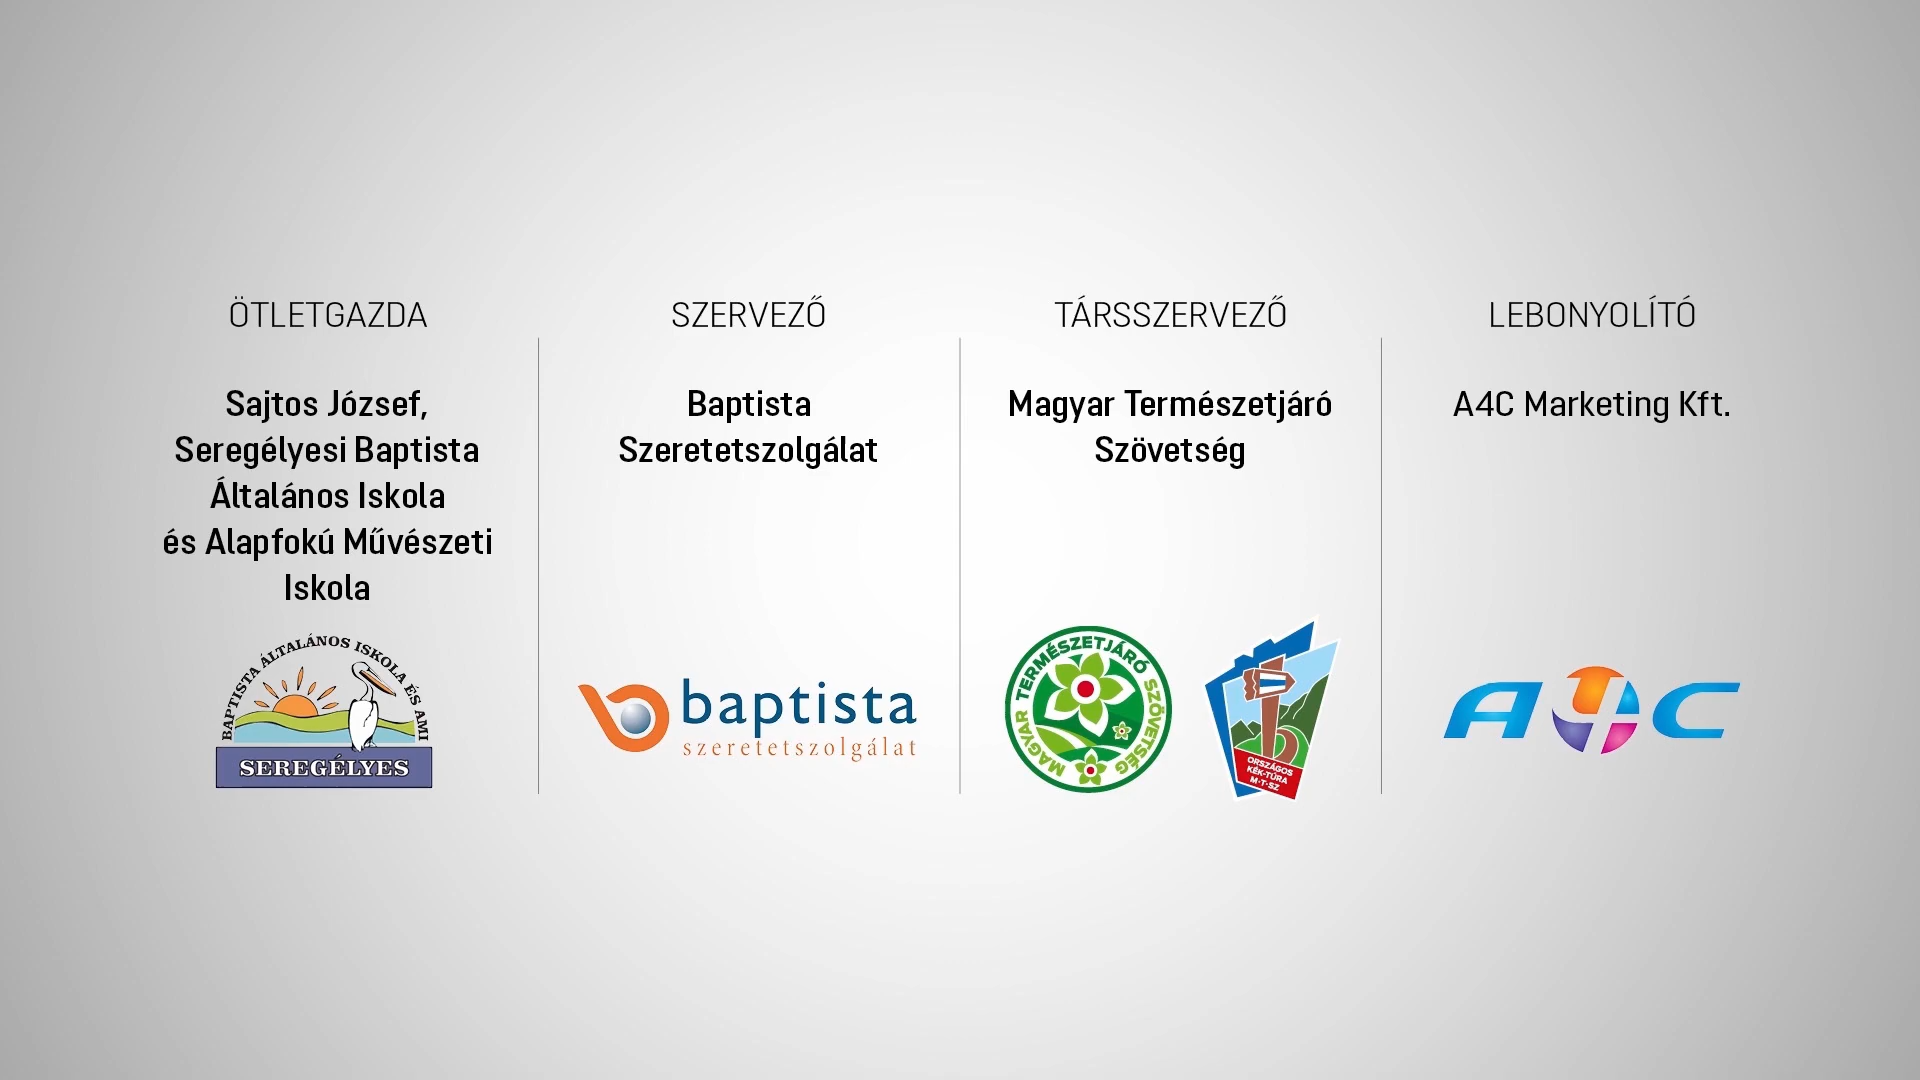 ÖTLETGAZDA
Sajtos József,
Seregélyesi Baptista
Általános Iskola
és Alapfokú Művészeti
Iskola
BAPTISTA ÁLTALÁNOS ISKOLA ÉS AMI
SEREGÉLYES
SZERVEZŐ
Baptista
Szeretetszolgálat
baptista
szeretetszolgálat
TÁRSSZERVEZŐ
Magyar Természetjáró
Szövetség
MAGYAR TERMÉSZETJÁRÓ SZÖVETSÉG
ORSZÁGOS
KÉK-TÚRA
M·T·SZ
LEBONYOLÍTÓ
A4C Marketing Kft.
A4C